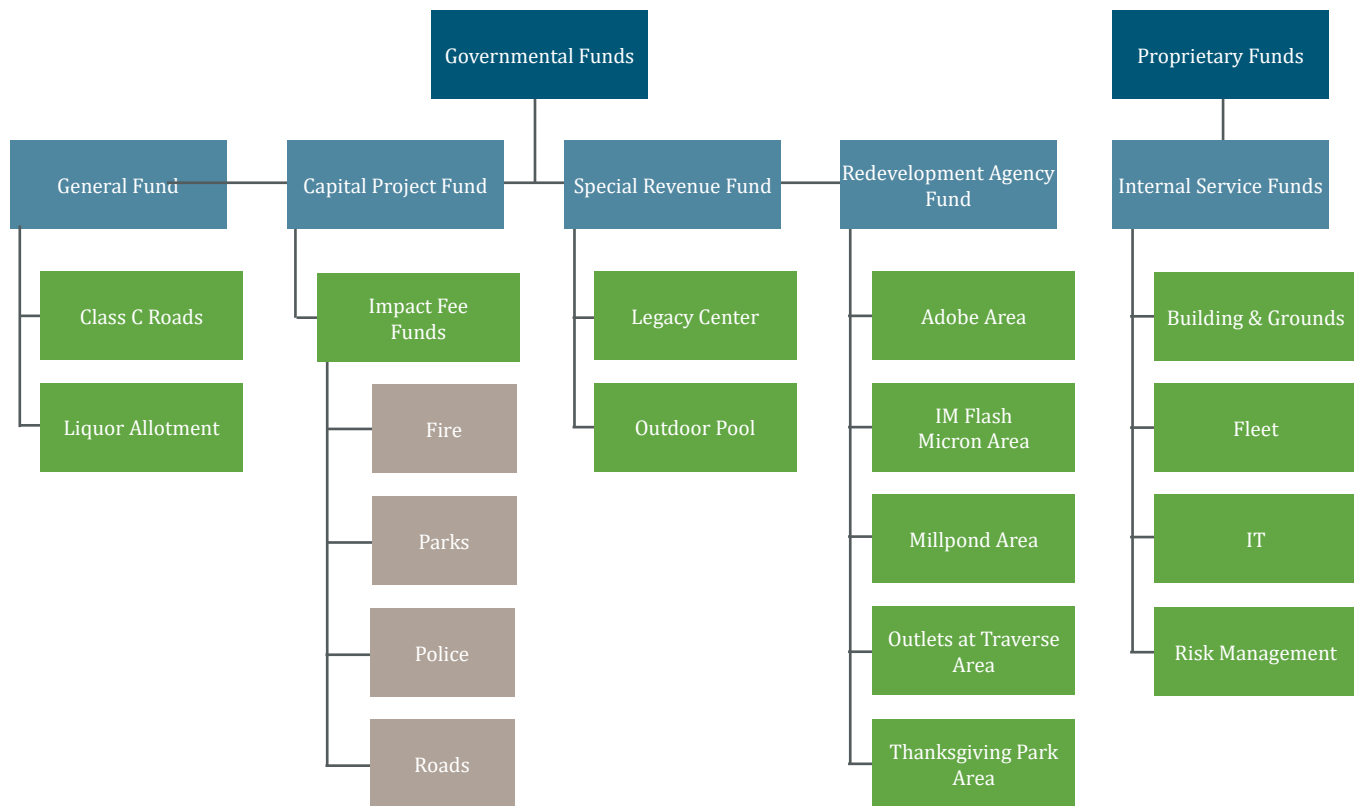 Governmental Funds
Proprietary Funds
General Fund
Capital Project Fund
Special Revenue Fund
Redevelopment Agency
Fund
Internal Service Funds
Class C Roads
Liquor Allotment
Impact Fee
Funds
Fire
Parks
Police
Roads
Legacy Center
Outdoor Pool
Adobe Area
IM Flash
Micron Area
Millpond Area
Outlets at Traverse
Area
Thanksgiving Park
Area
Building & Grounds
Fleet
IT
Risk Management